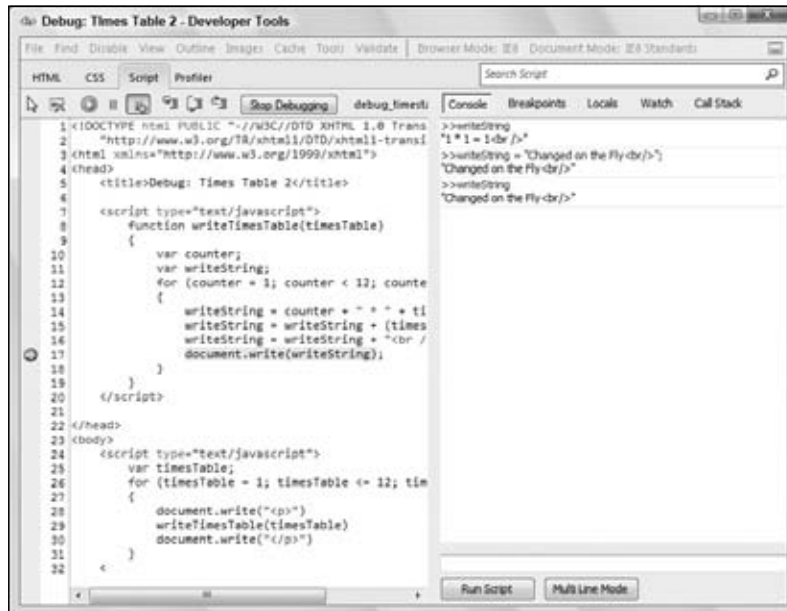 Debug: Times Table 2 - Developer Tools
File Find Disable View Outline Images Cache Tools Validate Browser Mode: IE8 Document Mode: IE8 Standards
HTML CSS Script Profiler Search Script
Stop Debugging debug_timest Console Breakpoints Locals Watch Call Stack
1 <!DOCTYPE html PUBLIC "-//W3C//DTD XHTML 1.0 Trans
2 "http://www.w3.org/TR/xhtml1/DTD/xhtml1-transi
3 <html xmlns="http://www.w3.org/1999/xhtml">
4 <head>
5 <title>Debug: Times Table 2</title>
6
7 <script type="text/javascript">
8 function writeTimesTable(timesTable)
9 {
10 var counter;
11 var writeString;
12 for (counter = 1; counter < 12; counte
13 {
14 writeString = counter + " * " + ti
15 writeString = writeString + (times
16 writeString = writeString + "<br /
17 document.write(writeString);
18 }
19 }
20 </script>
21
22 </head>
23 <body>
24 <script type="text/javascript">
25 var timesTable;
26 for (timesTable = 1; timesTable <= 12; tim
27 {
28 document.write("<p>")
29 writeTimesTable(timesTable)
30 document.write("</p>")
31 }
32 <
>>writeString
"1 * 1 = 1<br />"
>>writeString = "Changed on the Fly<br/>";
"Changed on the Fly<br/>"
>>writeString
"Changed on the Fly<br/>"
Run Script Multi Line Mode